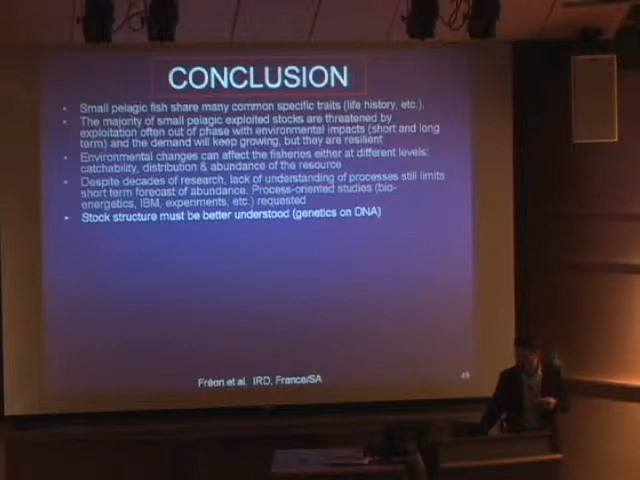 CONCLUSION
• Small pelagic fish share many common specific traits (life history, etc.).
• The majority of small pelagic exploited stocks are threatened by
exploitation often out of phase with environmental impacts (short and long
term) and the demand will keep growing, but they are resilient
• Environmental changes can affect the fisheries either at different levels:
catchability, distribution & abundance of the resource
• Despite decades of research, lack of understanding of processes still limits
short term forecast of abundance. Process-oriented studies (bio-
energetics, IBM, experiments, etc.) requested
• Stock structure must be better understood (genetics on DNA)
Fréon et al. IRD, France/SA
49